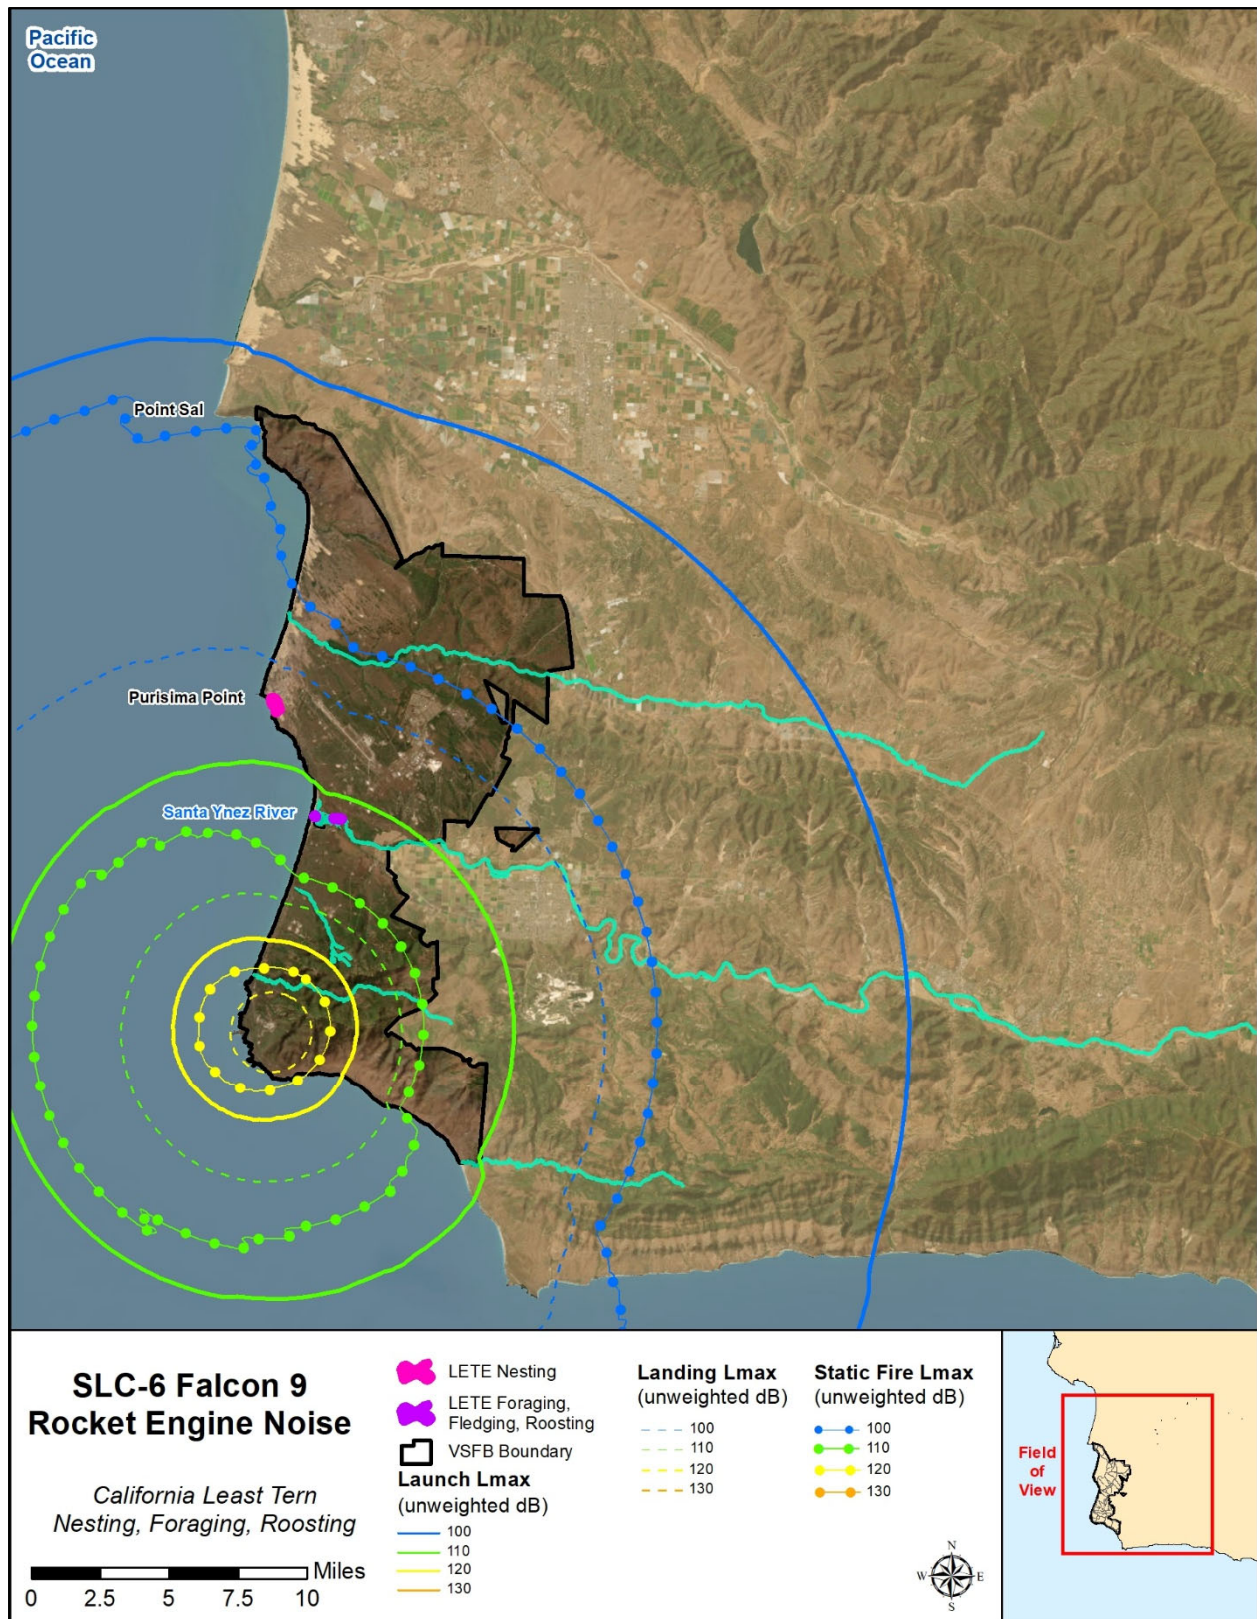 Pacific
Ocean
Point Sal
Purisima Point
Santa Ynez River
SLC-6 Falcon 9
Rocket Engine Noise
California Least Tern
Nesting, Foraging, Roosting
Miles
0 2.5 5 7.5 10
LETE Nesting
LETE Foraging,
Fledging, Roosting
VSFB Boundary
Launch Lmax
(unweighted dB)
100
110
120
130
Landing Lmax
(unweighted dB)
100
110
120
130
Static Fire Lmax
(unweighted dB)
100
110
120
130
N
W E
S
Field
of
View